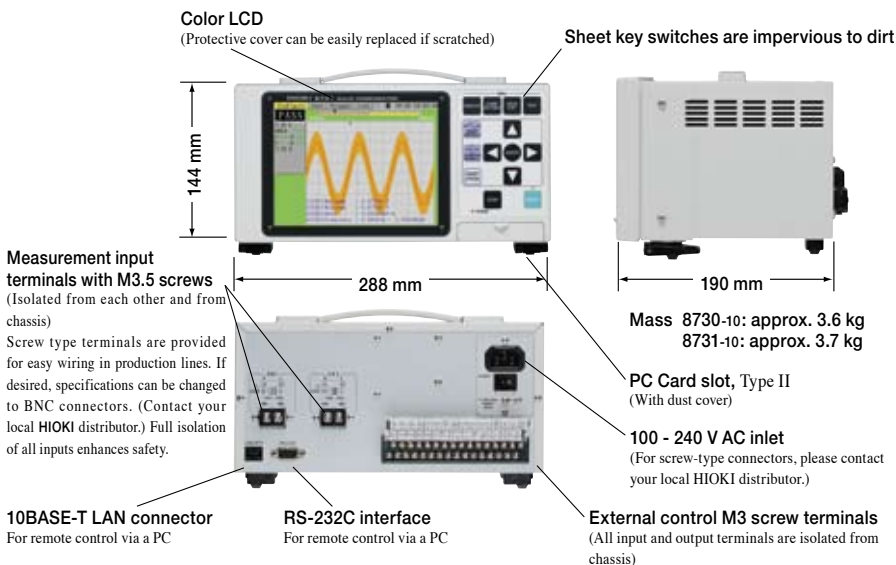 Color LCD
(Protective cover can be easily replaced if scratched)
Sheet key switches are impervious to dirt
PASS
144 mm
288 mm
190 mm
Mass 8730-10: approx. 3.6 kg
8731-10: approx. 3.7 kg
Measurement input
terminals with M3.5 screws
(Isolated from each other and from
chassis)
Screw type terminals are provided
for easy wiring in production lines. If
desired, specifications can be changed
to BNC connectors. (Contact your
local HIOKI distributor.) Full isolation
of all inputs enhances safety.
PC Card slot, Type II
(With dust cover)
100 - 240 V AC inlet
(For screw-type connectors, please contact
your local HIOKI distributor.)
10BASE-T LAN connector
For remote control via a PC
RS-232C interface
For remote control via a PC
External control M3 screw terminals
(All input and output terminals are isolated from
chassis)